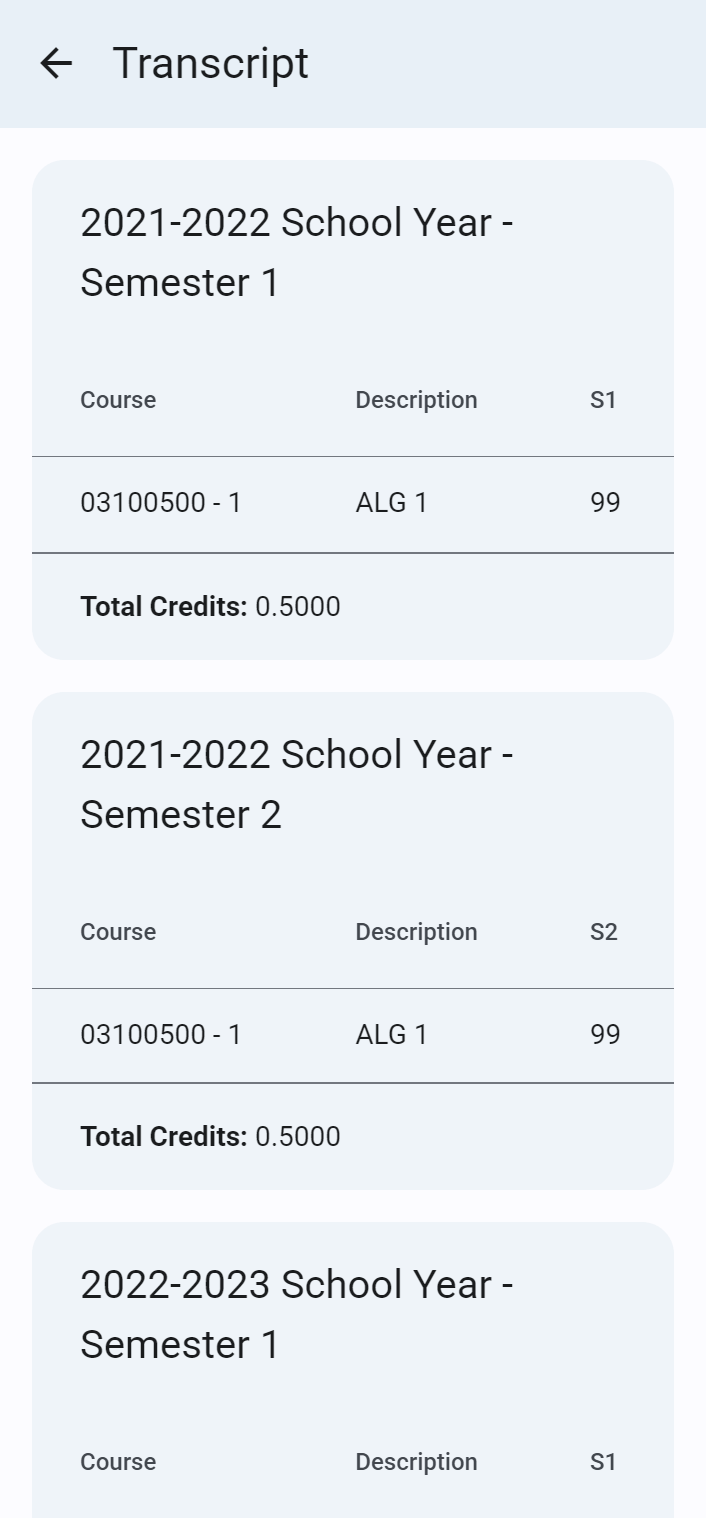 Transcript
2021-2022 School Year -
Semester 1
Course Description S1
03100500 - 1 ALG 1 99
Total Credits: 0.5000
2021-2022 School Year -
Semester 2
Course Description S2
03100500 - 1 ALG 1 99
Total Credits: 0.5000
2022-2023 School Year -
Semester 1
Course Description S1